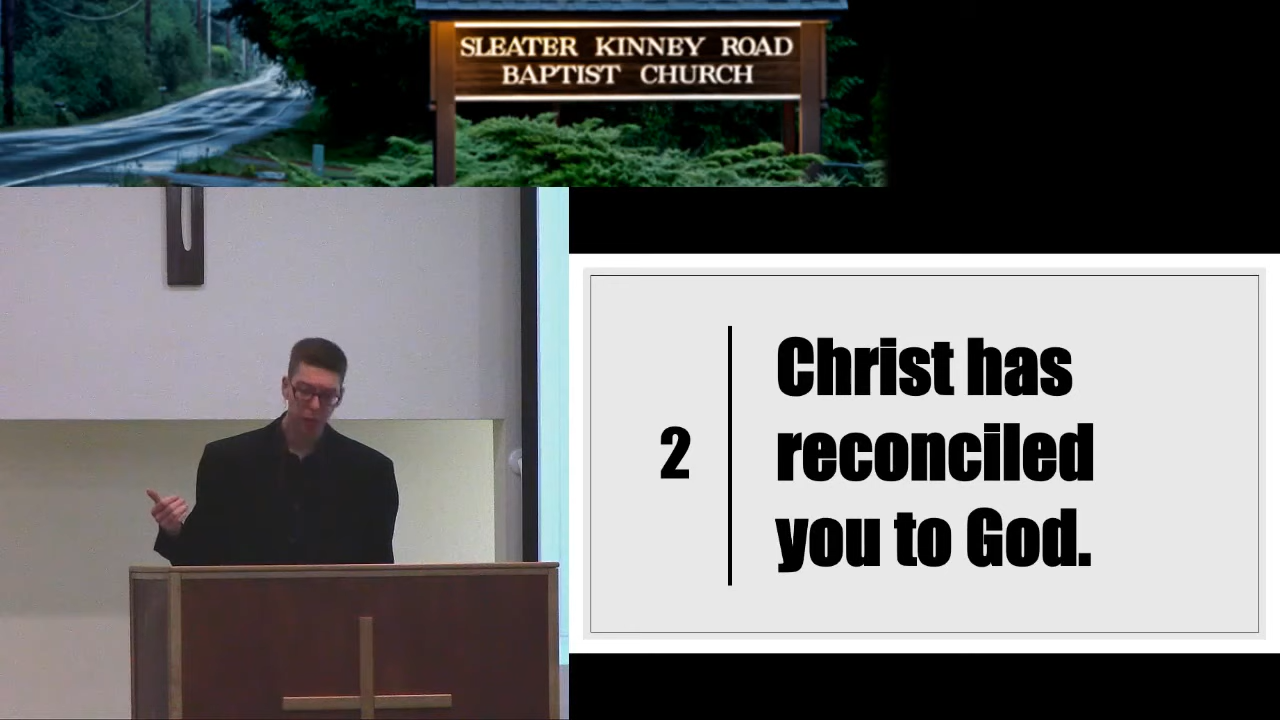 SLEATER KINNEY ROAD
BAPTIST CHURCH
2
Christ has
reconciled
you to God.